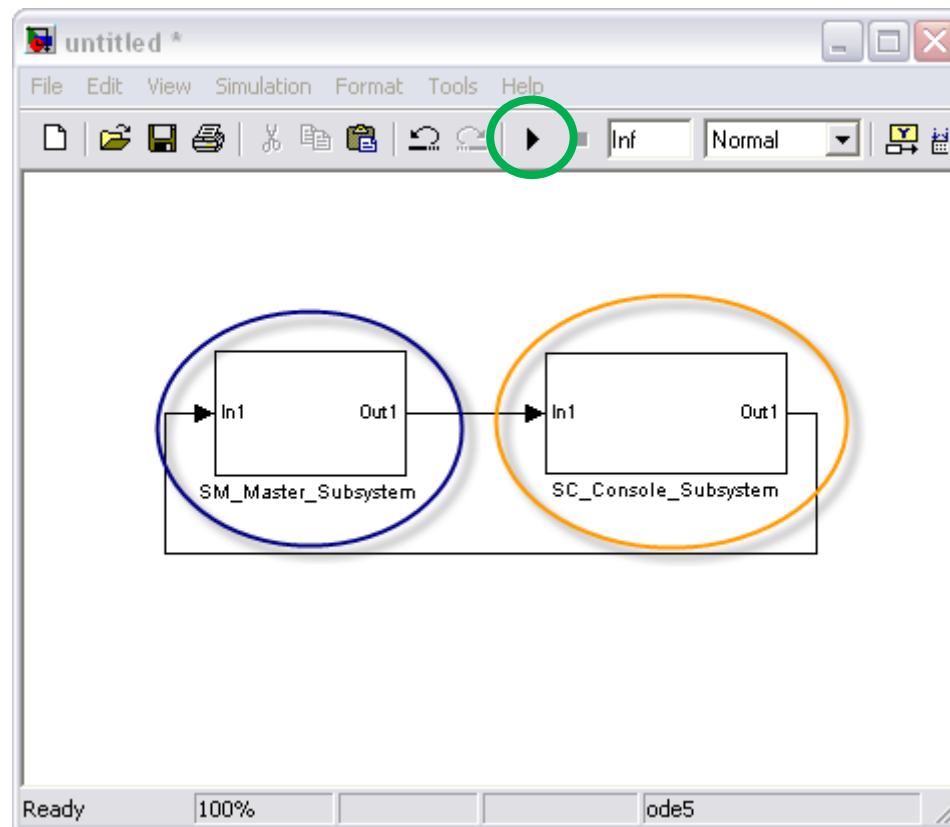 untitled *
File Edit View Simulation Format Tools Help
Inf Normal
In1 Out1 In1 Out1
SM_Master_Subsystem SC_Console_Subsystem
Ready 100% ode5